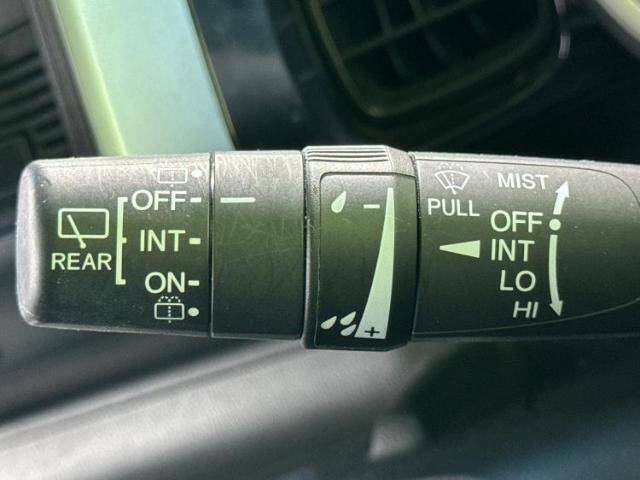 REAR
OFF
INT
ON
−
+
PULL
MIST
OFF
INT
LO
HI